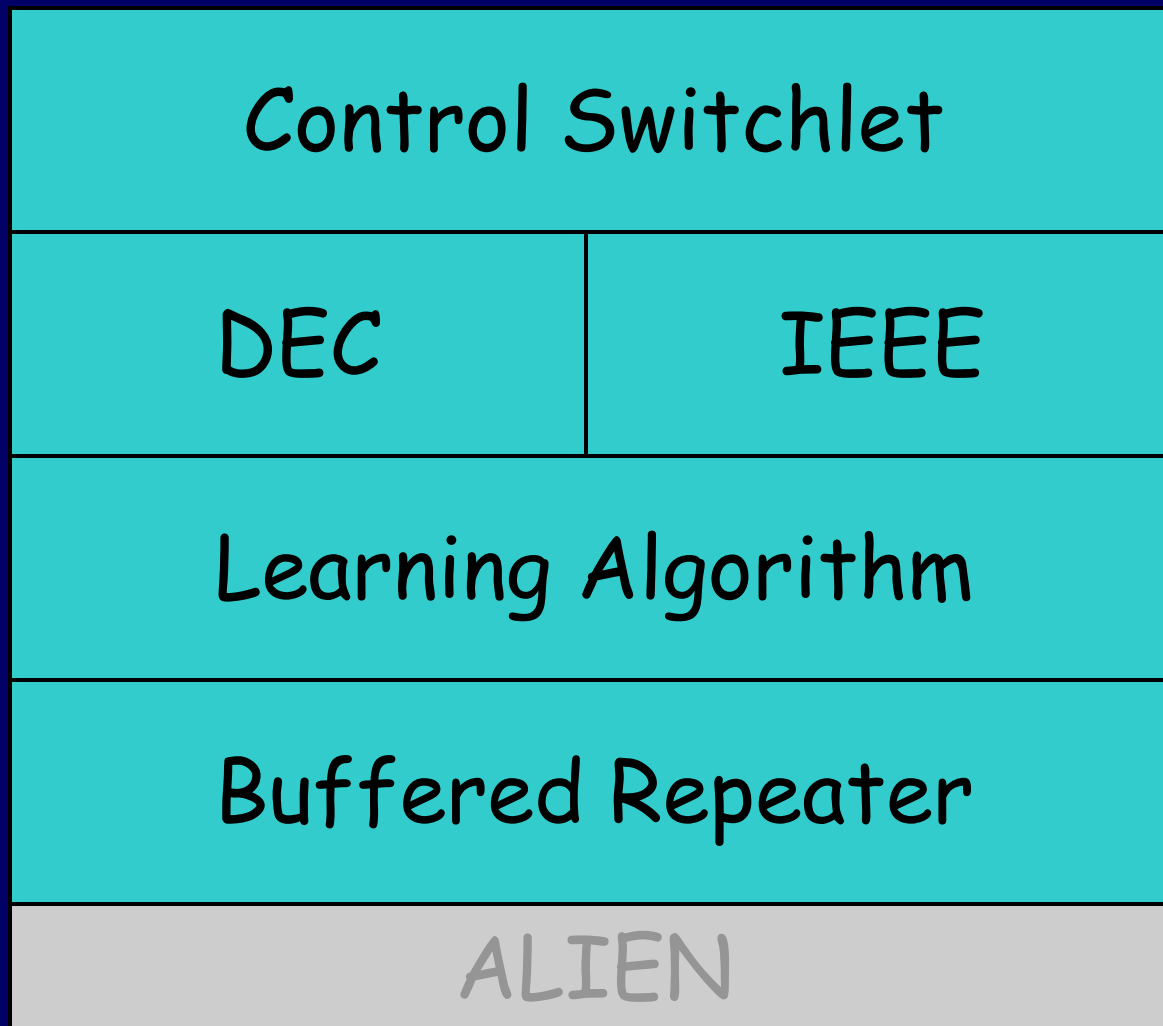 Control Switchlet
DEC
IEEE
Learning Algorithm
Buffered Repeater
ALIEN